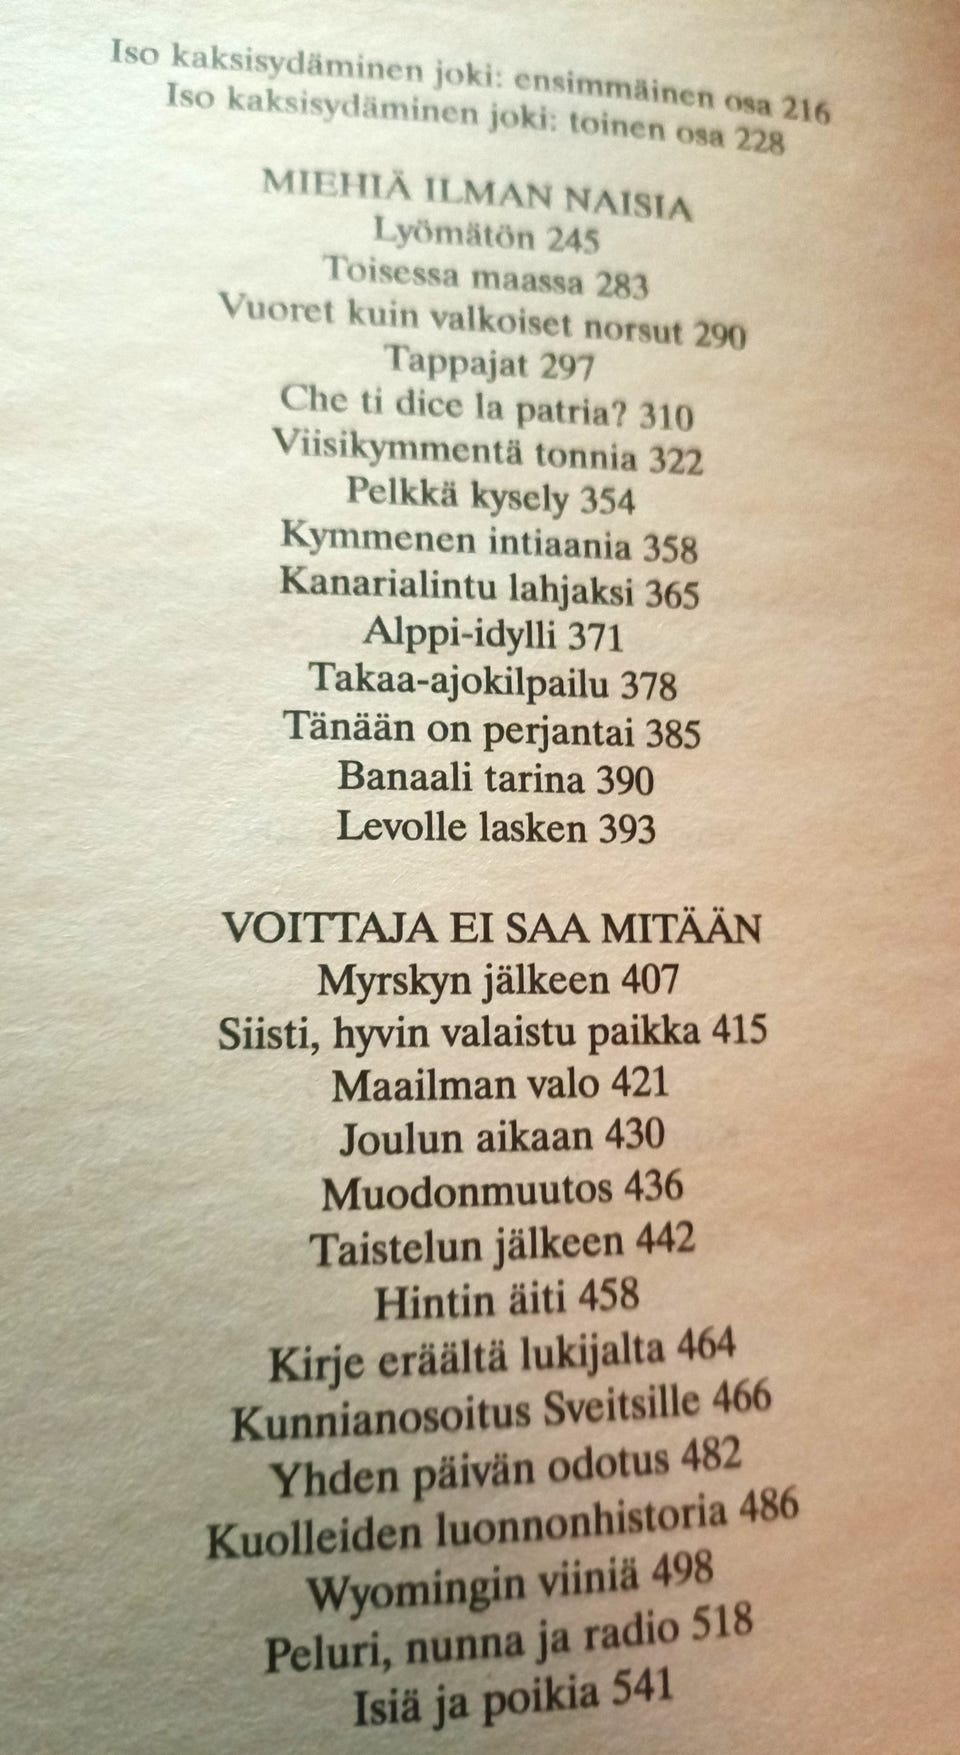 Iso kaksisydäminen joki: ensimmäinen osa 216
Iso kaksisydäminen joki: toinen osa 228
MIEHIÄ ILMAN NAISIA
Lyömätön 245
Toisessa maassa 283
Vuoret kuin valkoiset norsut 290
Tappajat 297
Che ti dice la patria? 310
Viisikymmentä tonnia 322
Pelkkä kysely 354
Kymmenen intiaania 358
Kanarialintu lahjaksi 365
Alppi-idylli 371
Takaa-ajokilpailu 378
Tänään on perjantai 385
Banaali tarina 390
Levolle lasken 393
VOITTAJA EI SAA MITÄÄN
Myrskyn jälkeen 407
Siisti, hyvin valaistu paikka 415
Maailman valo 421
Joulun aikaan 430
Muodonmuutos 436
Taistelun jälkeen 442
Hintin äiti 458
Kirje eräältä lukijalta 464
Kunnianosoitus Sveitsille 466
Yhden päivän odotus 482
Kuolleiden luonnonhistoria 486
Wyomingin viiniä 498
Peluri, nunna ja radio 518
Isiä ja poikia 541